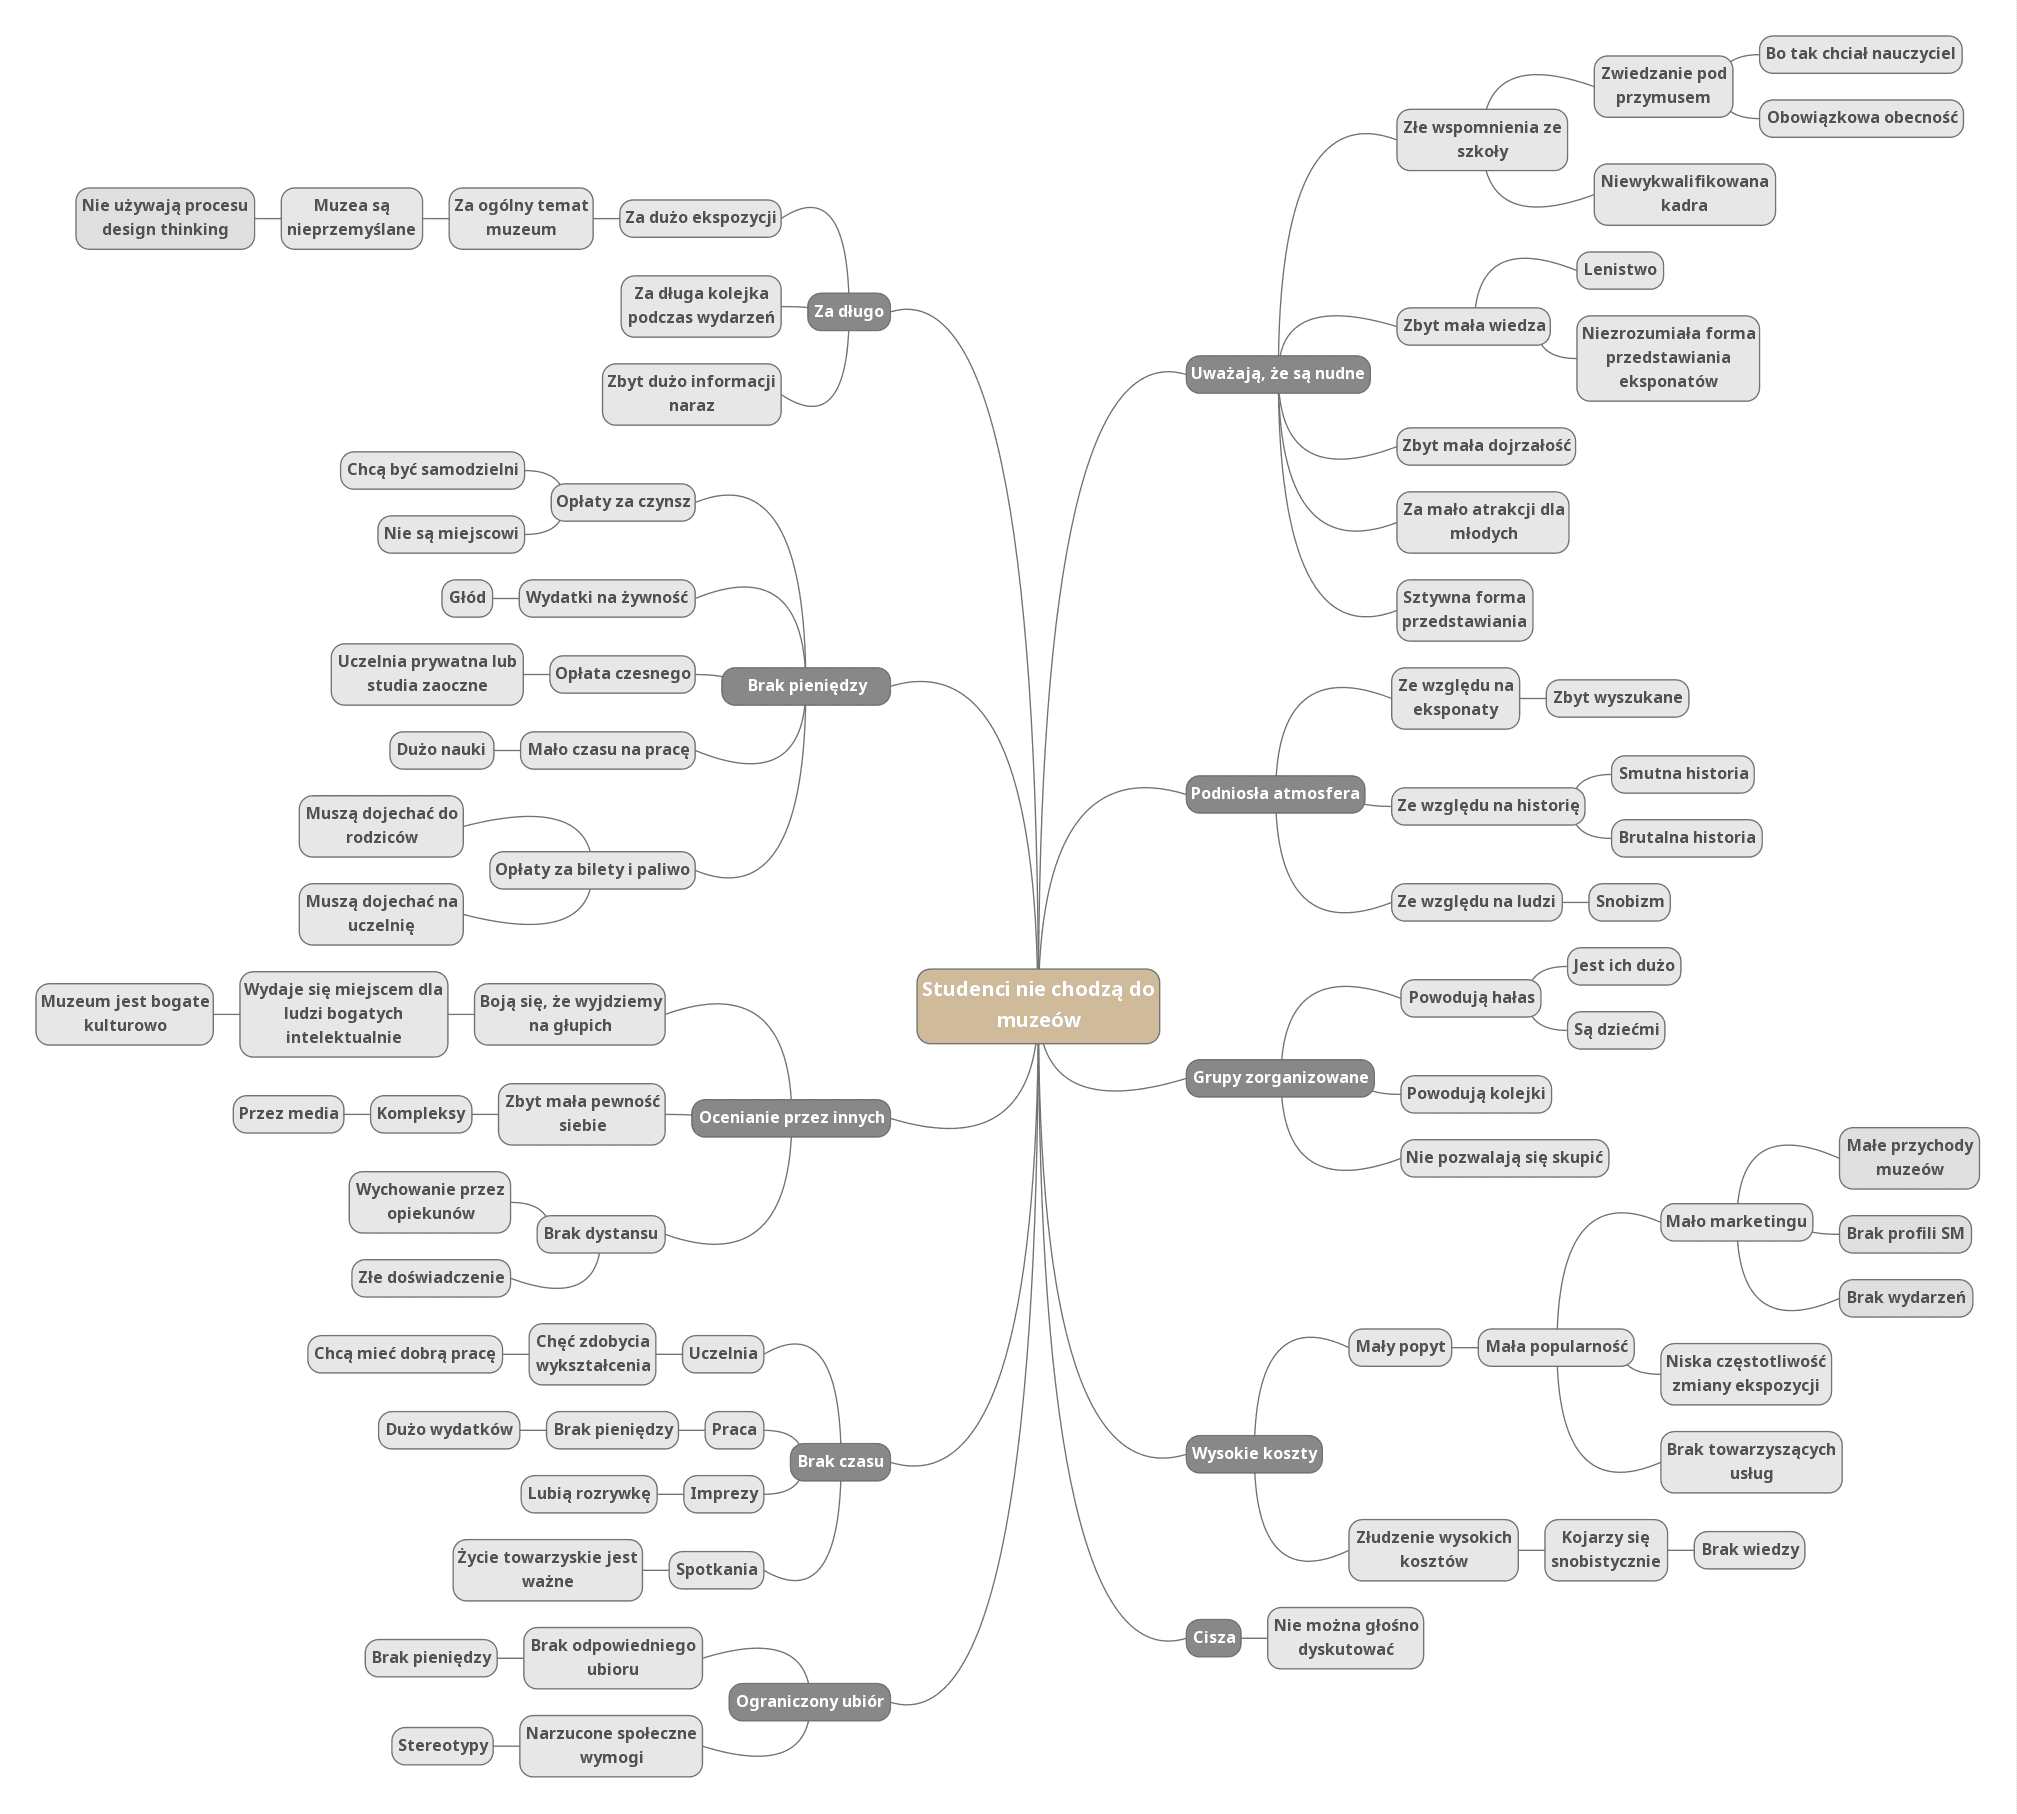 Studenci nie chodzą do
muzeów
Za długo
Za dużo ekspozycji
Za ogólny temat
muzeum
Muzea są
nieprzemyślane
Nie używają procesu
design thinking
Za długa kolejka
podczas wydarzeń
Zbyt dużo informacji
naraz
Brak pieniędzy
Opłaty za czynsz
Chcą być samodzielni
Nie są miejscowi
Wydatki na żywność
Głód
Opłata czesnego
Uczelnia prywatna lub
studia zaoczne
Mało czasu na pracę
Dużo nauki
Opłaty za bilety i paliwo
Muszą dojechać do
rodziców
Muszą dojechać na
uczelnię
Ocenianie przez innych
Boją się, że wyjdziemy
na głupich
Wydaje się miejscem dla
ludzi bogatych
intelektualnie
Muzeum jest bogate
kulturowo
Zbyt mała pewność
siebie
Kompleksy
Przez media
Brak dystansu
Wychowanie przez
opiekunów
Złe doświadczenie
Brak czasu
Uczelnia
Chęć zdobycia
wykształcenia
Chcą mieć dobrą pracę
Praca
Brak pieniędzy
Dużo wydatków
Imprezy
Lubią rozrywkę
Spotkania
Życie towarzyskie jest
ważne
Ograniczony ubiór
Brak odpowiedniego
ubioru
Brak pieniędzy
Narzucone społeczne
wymogi
Stereotypy
Uważają, że są nudne
Złe wspomnienia ze
szkoły
Zwiedzanie pod
przymusem
Bo tak chciał nauczyciel
Obowiązkowa obecność
Niewykwalifikowana
kadra
Zbyt mała wiedza
Lenistwo
Niezrozumiała forma
przedstawiania
eksponatów
Zbyt mała dojrzałość
Za mało atrakcji dla
młodych
Sztywna forma
przedstawiania
Podniosła atmosfera
Ze względu na
eksponaty
Zbyt wyszukane
Ze względu na historię
Smutna historia
Brutalna historia
Ze względu na ludzi
Snobizm
Grupy zorganizowane
Powodują hałas
Jest ich dużo
Są dziećmi
Powodują kolejki
Nie pozwalają się skupić
Wysokie koszty
Mały popyt
Mała popularność
Mało marketingu
Małe przychody
muzeów
Brak profili SM
Brak wydarzeń
Niska częstotliwość
zmiany ekspozycji
Brak towarzyszących
usług
Złudzenie wysokich
kosztów
Kojarzy się
snobistycznie
Brak wiedzy
Cisza
Nie można głośno
dyskutować